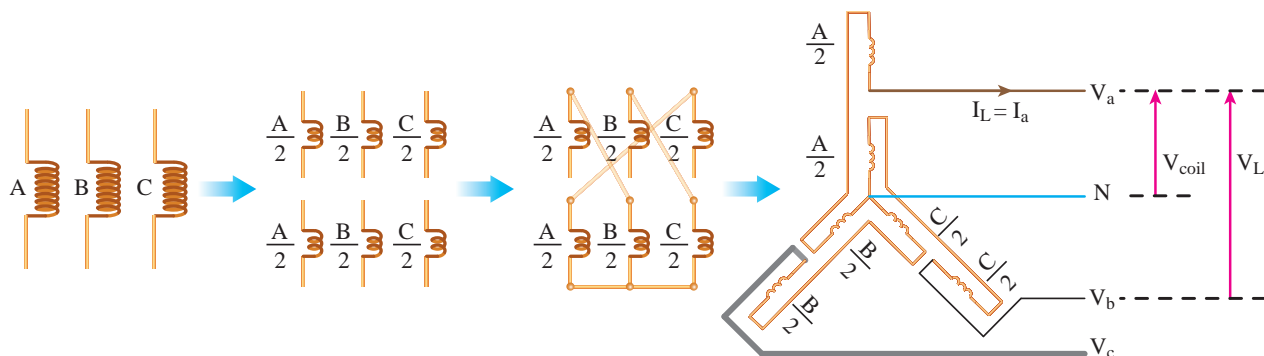 A B C
A/2 B/2 C/2
A/2 B/2 C/2
A/2 B/2 C/2
A/2 B/2 C/2
A/2
A/2
B/2
B/2
C/2
C/2
I_L = I_a
V_a
V_coil
V_L
N
V_b
V_c